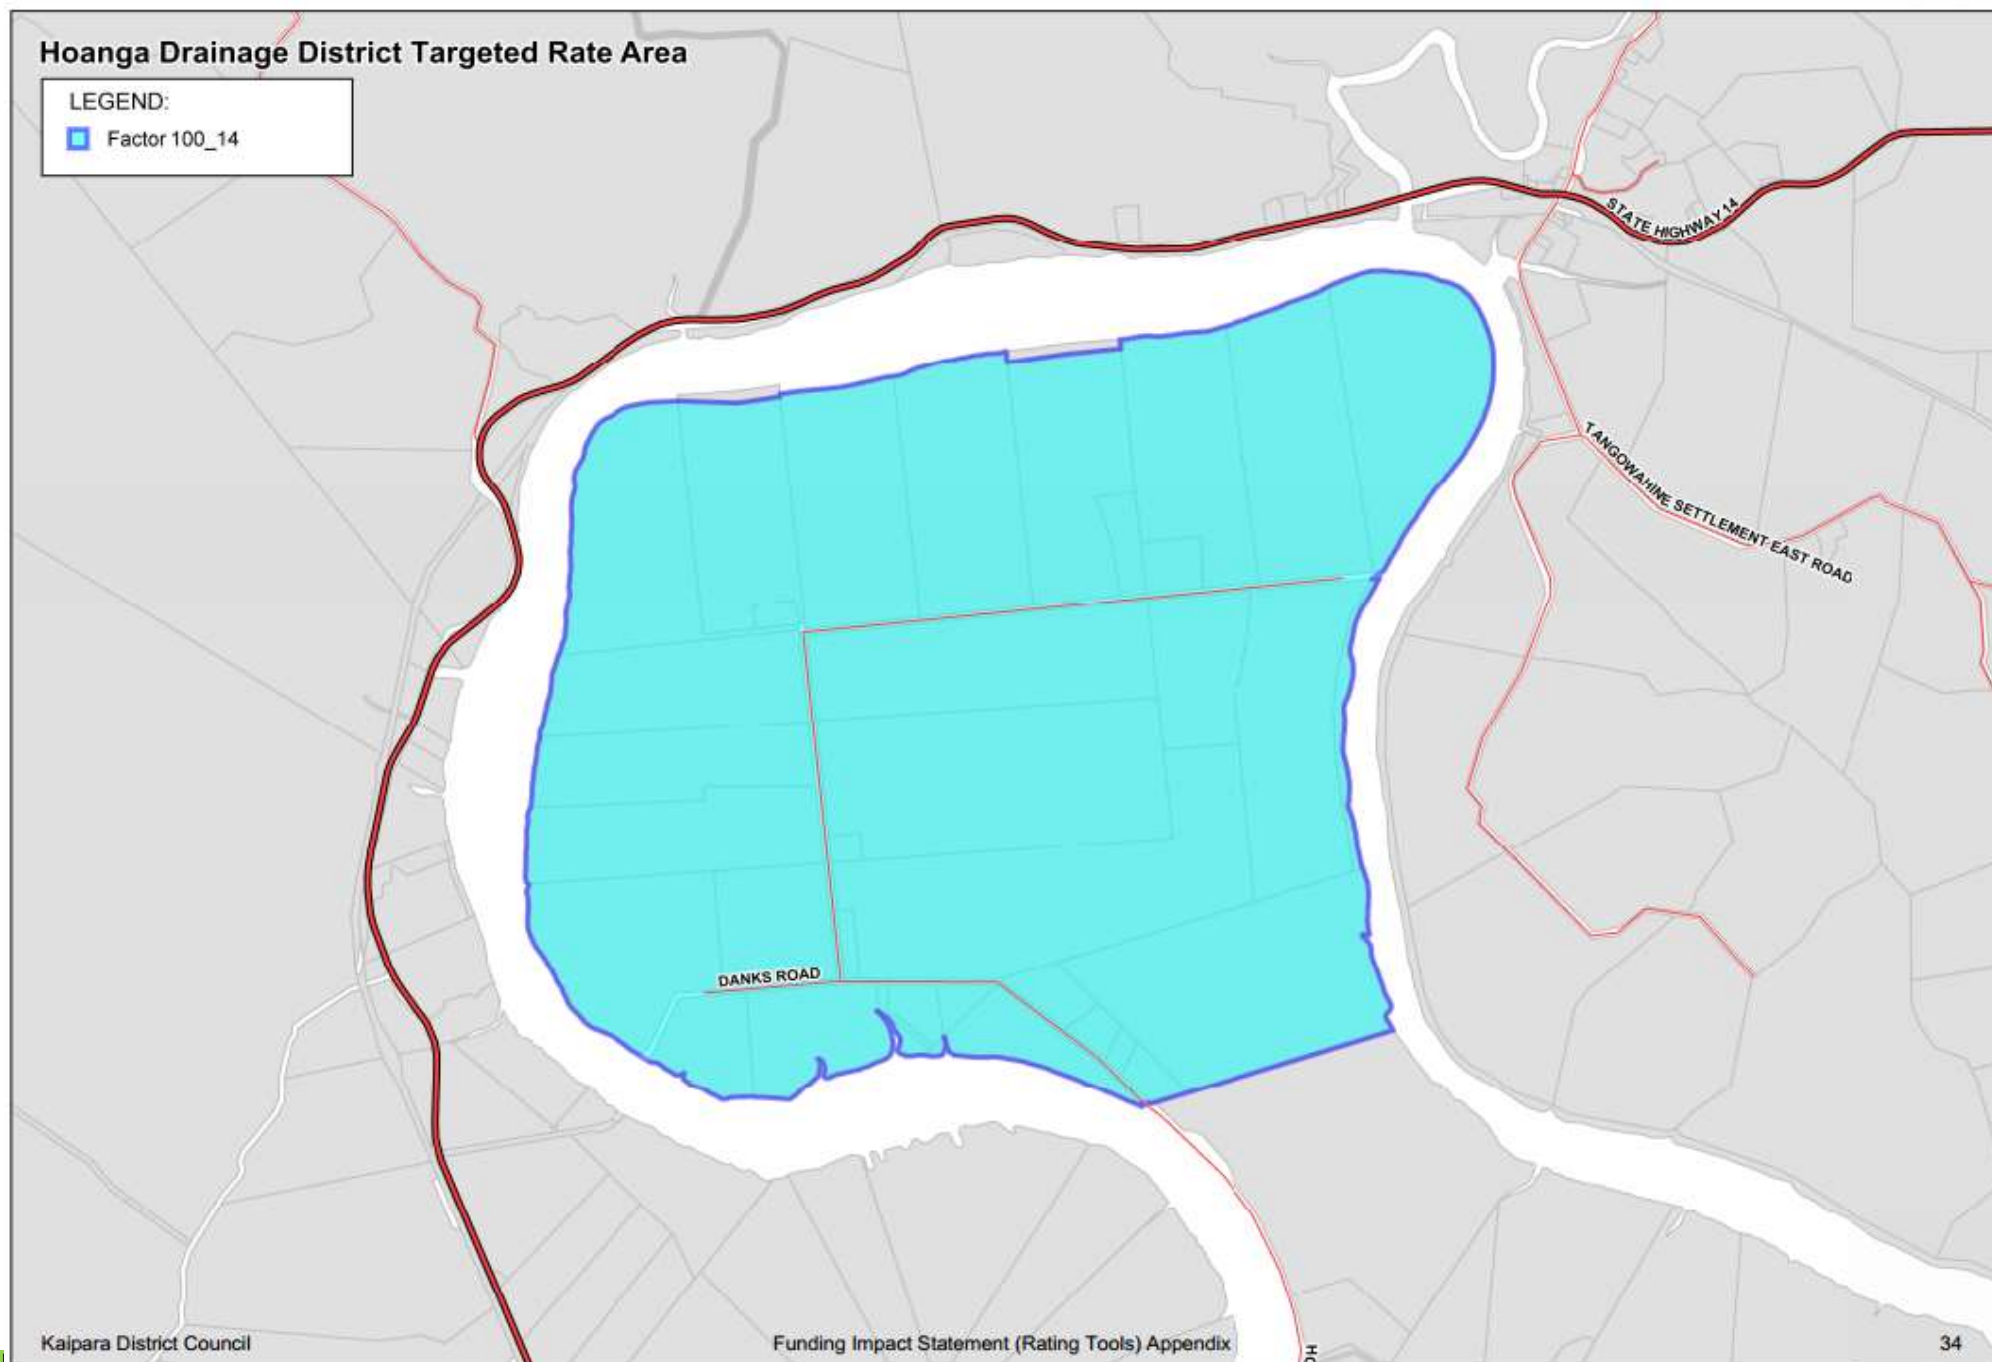 Hoanga Drainage District Targeted Rate Area
LEGEND:
Factor 100_14
STATE HIGHWAY 14
TANGOWAHINE SETTLEMENT EAST ROAD
DANKS ROAD
HO
Kaipara District Council
Funding Impact Statement (Rating Tools) Appendix
34